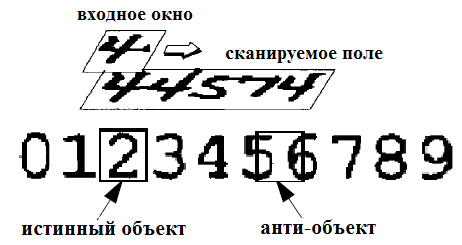 входное окно
4
сканируемое поле
44574
0123456789
истинный объект
анти-объект